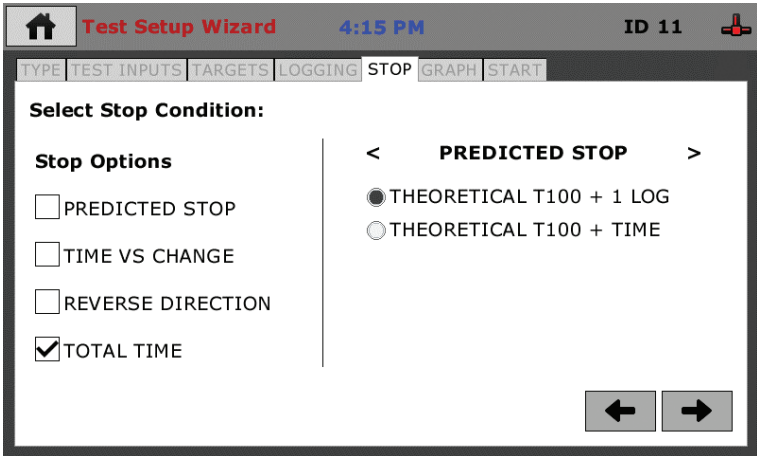 Test Setup Wizard 4:15 PM ID 11
TYPE TEST INPUTS TARGETS LOGGING STOP GRAPH START
Select Stop Condition:
Stop Options
PREDICTED STOP
TIME VS CHANGE
REVERSE DIRECTION
TOTAL TIME
< PREDICTED STOP >
THEORETICAL T100 + 1 LOG
THEORETICAL T100 + TIME